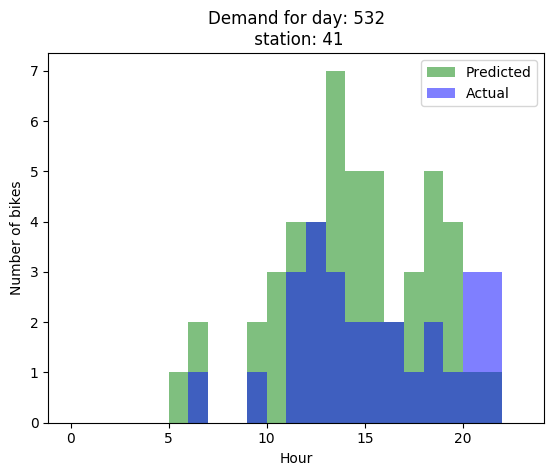 Demand for day: 532
station: 41
Predicted
Actual
Number of bikes
7
6
5
4
3
2
1
0
0 5 10 15 20
Hour